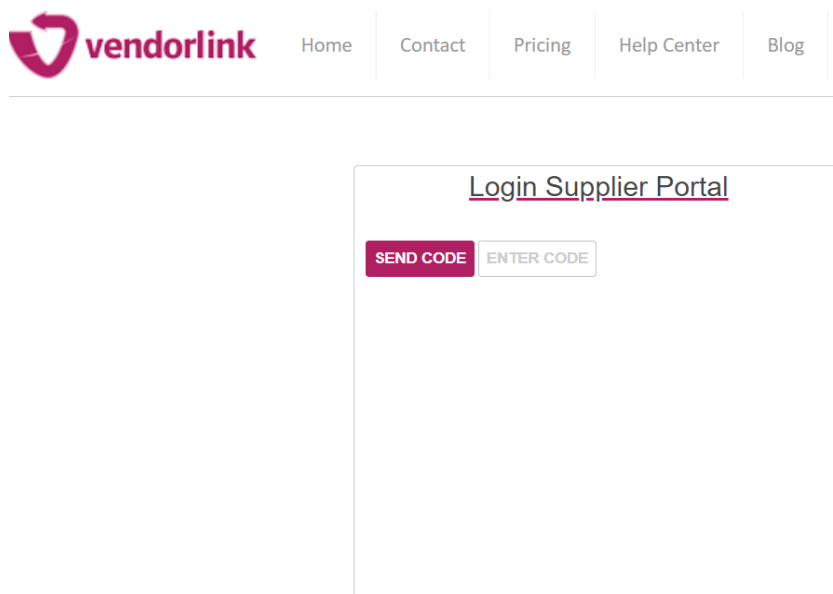 vendorlink Home Contact Pricing Help Center Blog
Login Supplier Portal
SEND CODE ENTER CODE